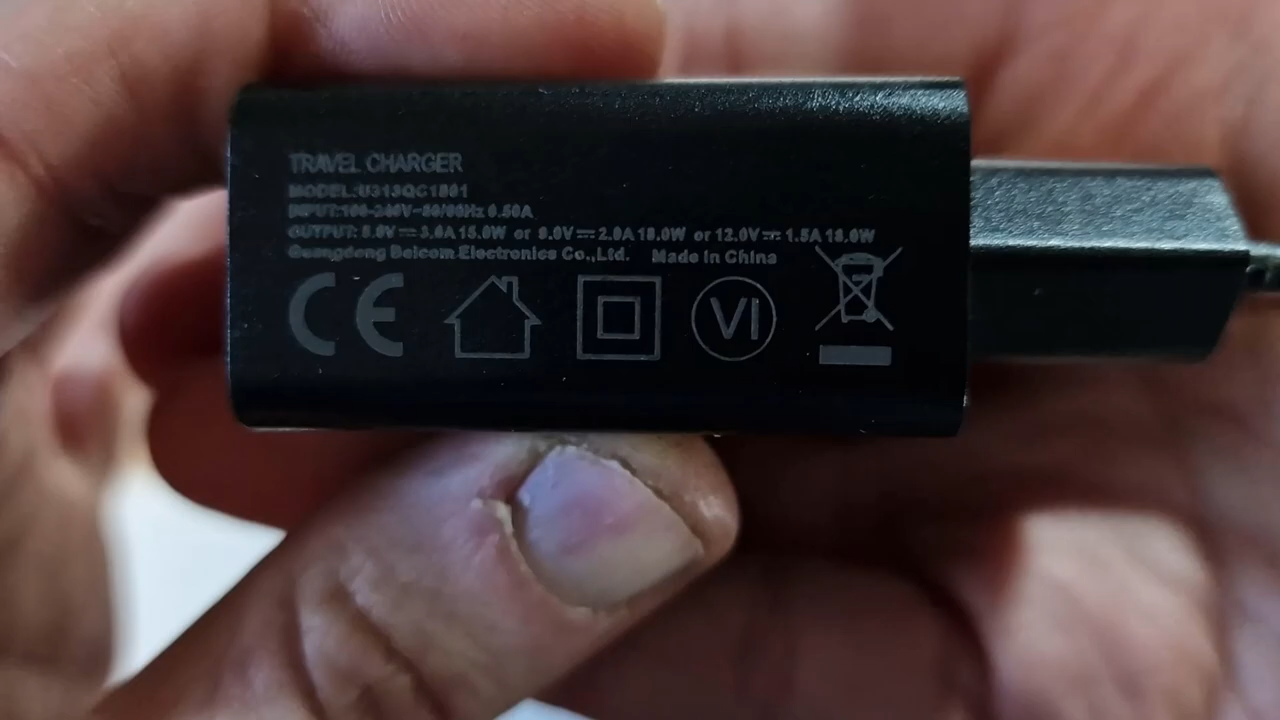 TRAVEL CHARGER
MODEL:U313QC1801
INPUT:100-240V~50/60Hz 0.50A
OUTPUT: 5.0V⎓3.0A 15.0W or 9.0V⎓2.0A 18.0W or 12.0V⎓1.5A 18.0W
Guangdong Beicom Electronics Co.,Ltd. Made in China
CE
VI